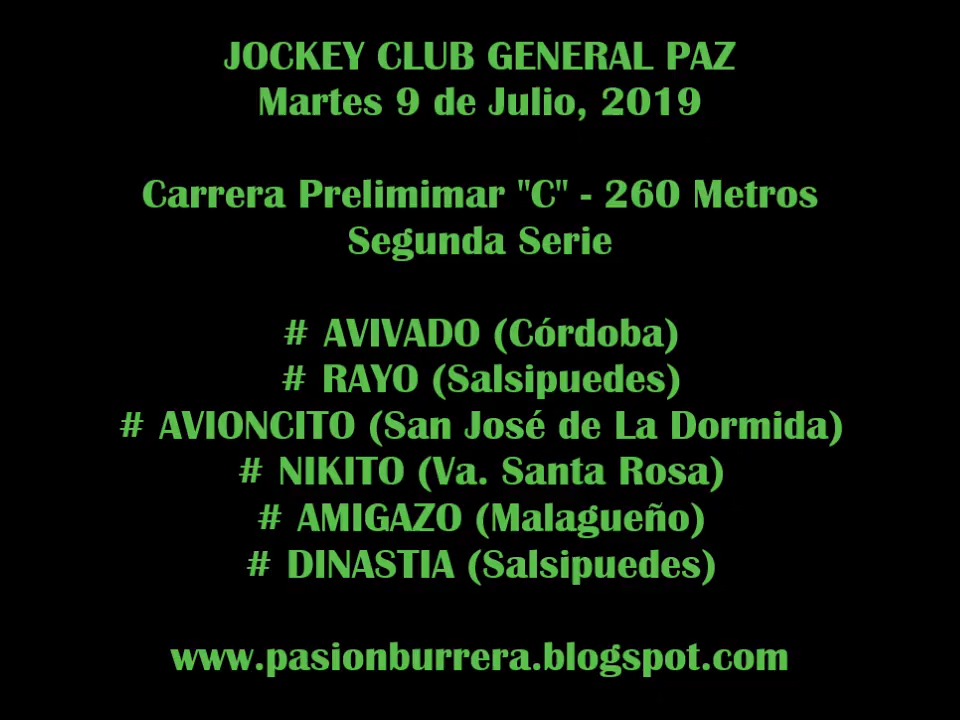 JOCKEY CLUB GENERAL PAZ
Martes 9 de Julio, 2019
Carrera Prelimimar "C" - 260 Metros
Segunda Serie
# AVIVADO (Córdoba)
# RAYO (Salsipuedes)
# AVIONCITO (San José de La Dormida)
# NIKITO (Va. Santa Rosa)
# AMIGAZO (Malagueño)
# DINASTIA (Salsipuedes)
www.pasionburrera.blogspot.com